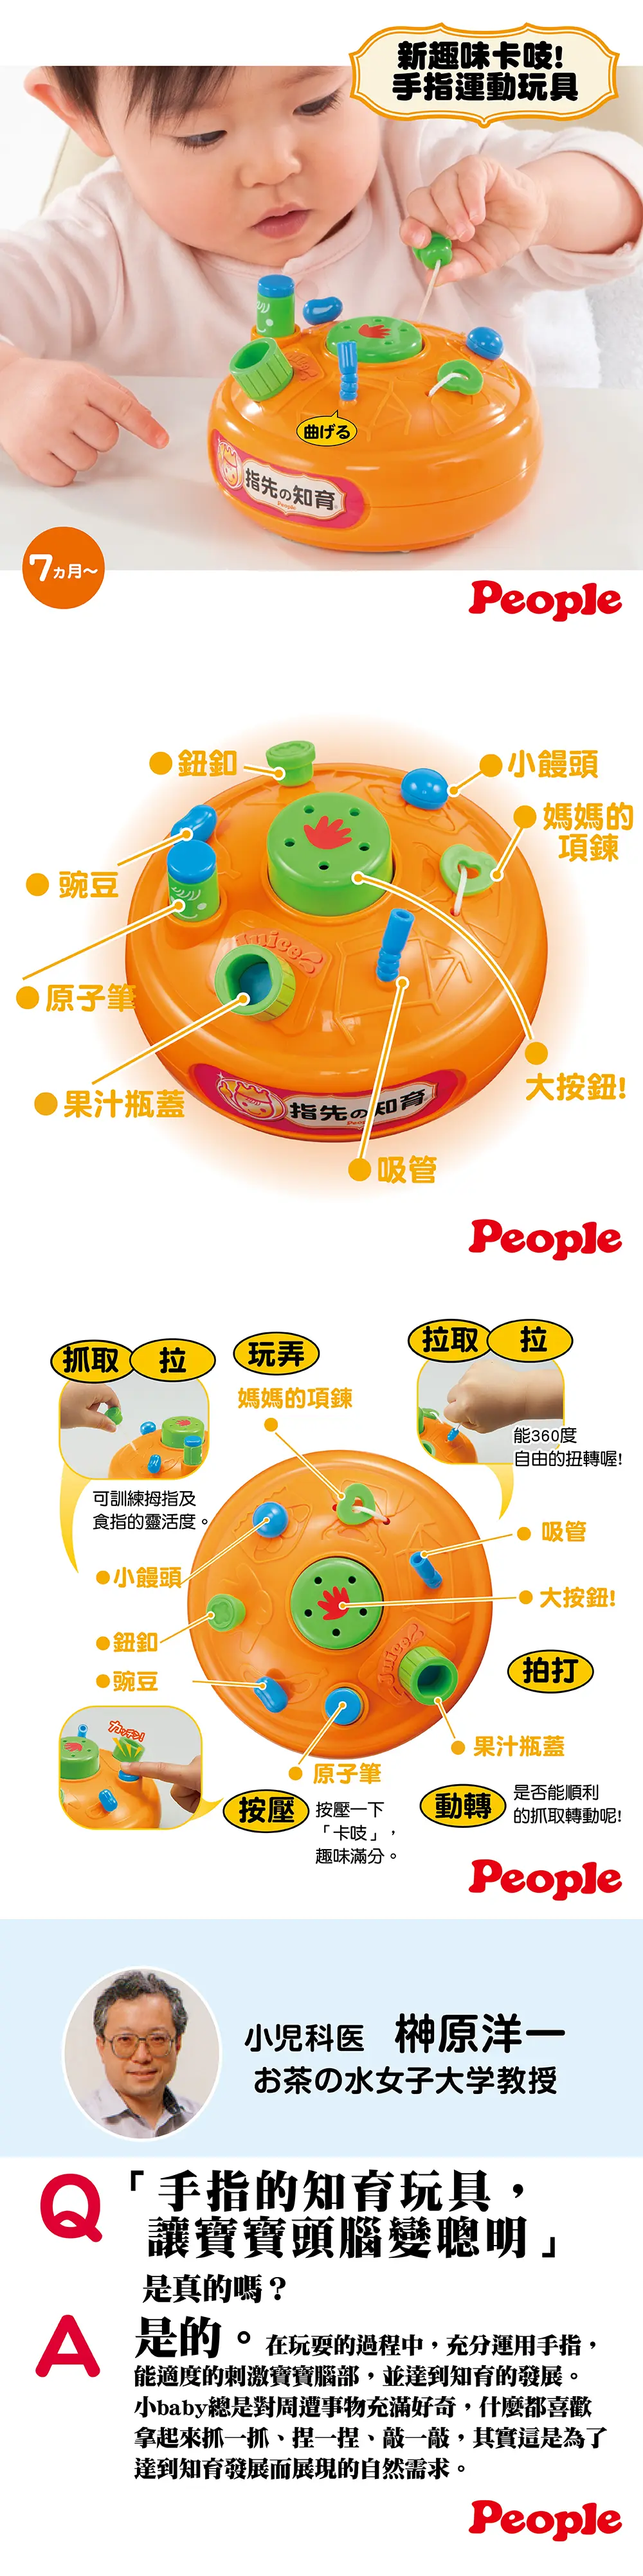 新趣味卡吱!
手指運動玩具
曲げる
指先の知育
People
7ヵ月～
People
鈕釦
小饅頭
媽媽的
項鍊
豌豆
Juice
原子筆
大按鈕!
果汁瓶蓋
指先の知育
吸管
People
抓取 拉
玩弄
拉取 拉
媽媽的項鍊
能360度
自由的扭轉喔!
可訓練拇指及
食指的靈活度。
吸管
小饅頭
大按鈕!
鈕釦
Juice
拍打
豌豆
カッチン!
果汁瓶蓋
原子筆
按壓
按壓一下
「卡吱」，
趣味滿分。
動轉
是否能順利
的抓取轉動呢!
People
小児科医 榊原洋一
お茶の水女子大学教授
Q「手指的知育玩具，
讓寶寶頭腦變聰明」
是真的嗎？
A 是的。在玩耍的過程中，充分運用手指，
能適度的刺激寶寶腦部，並達到知育的發展。
小baby總是對周遭事物充滿好奇，什麼都喜歡
拿起來抓一抓、捏一捏、敲一敲，其實這是為了
達到知育發展而展現的自然需求。
People